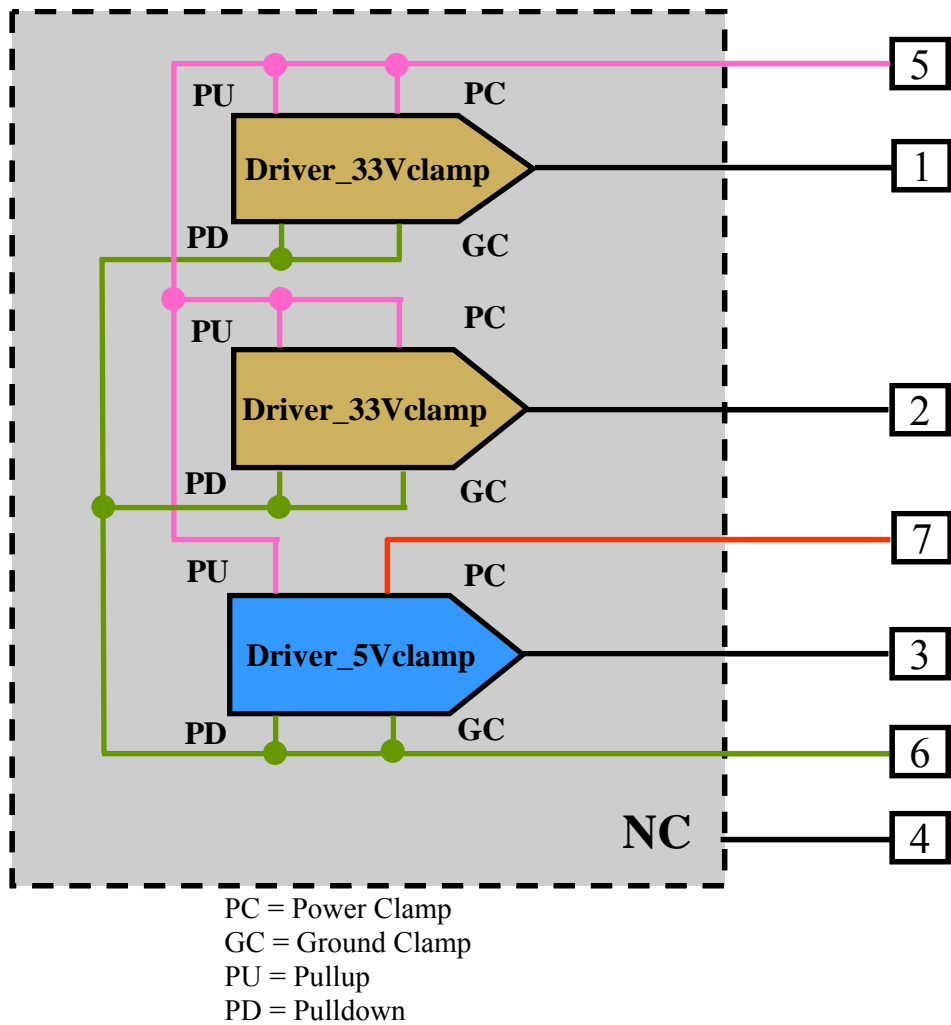 5
PU
PC
Driver_33Vclamp
1
PD
GC
PU
PC
Driver_33Vclamp
2
PD
GC
7
PU
PC
Driver_5Vclamp
3
PD
GC
6
NC
4
PC = Power Clamp
GC = Ground Clamp
PU = Pullup
PD = Pulldown